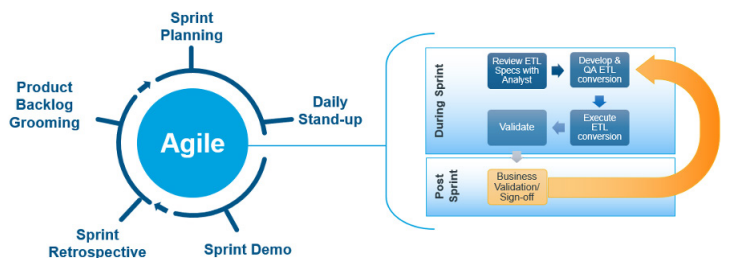 Sprint
Planning
Product
Backlog
Grooming
Daily
Stand-up
Agile
Sprint
Retrospective
Sprint Demo
During Sprint
Review ETL
Specs with
Analyst
Develop &
QA ETL
conversion
Validate
Execute
ETL
conversion
Post
Sprint
Business
Validation/
Sign-off